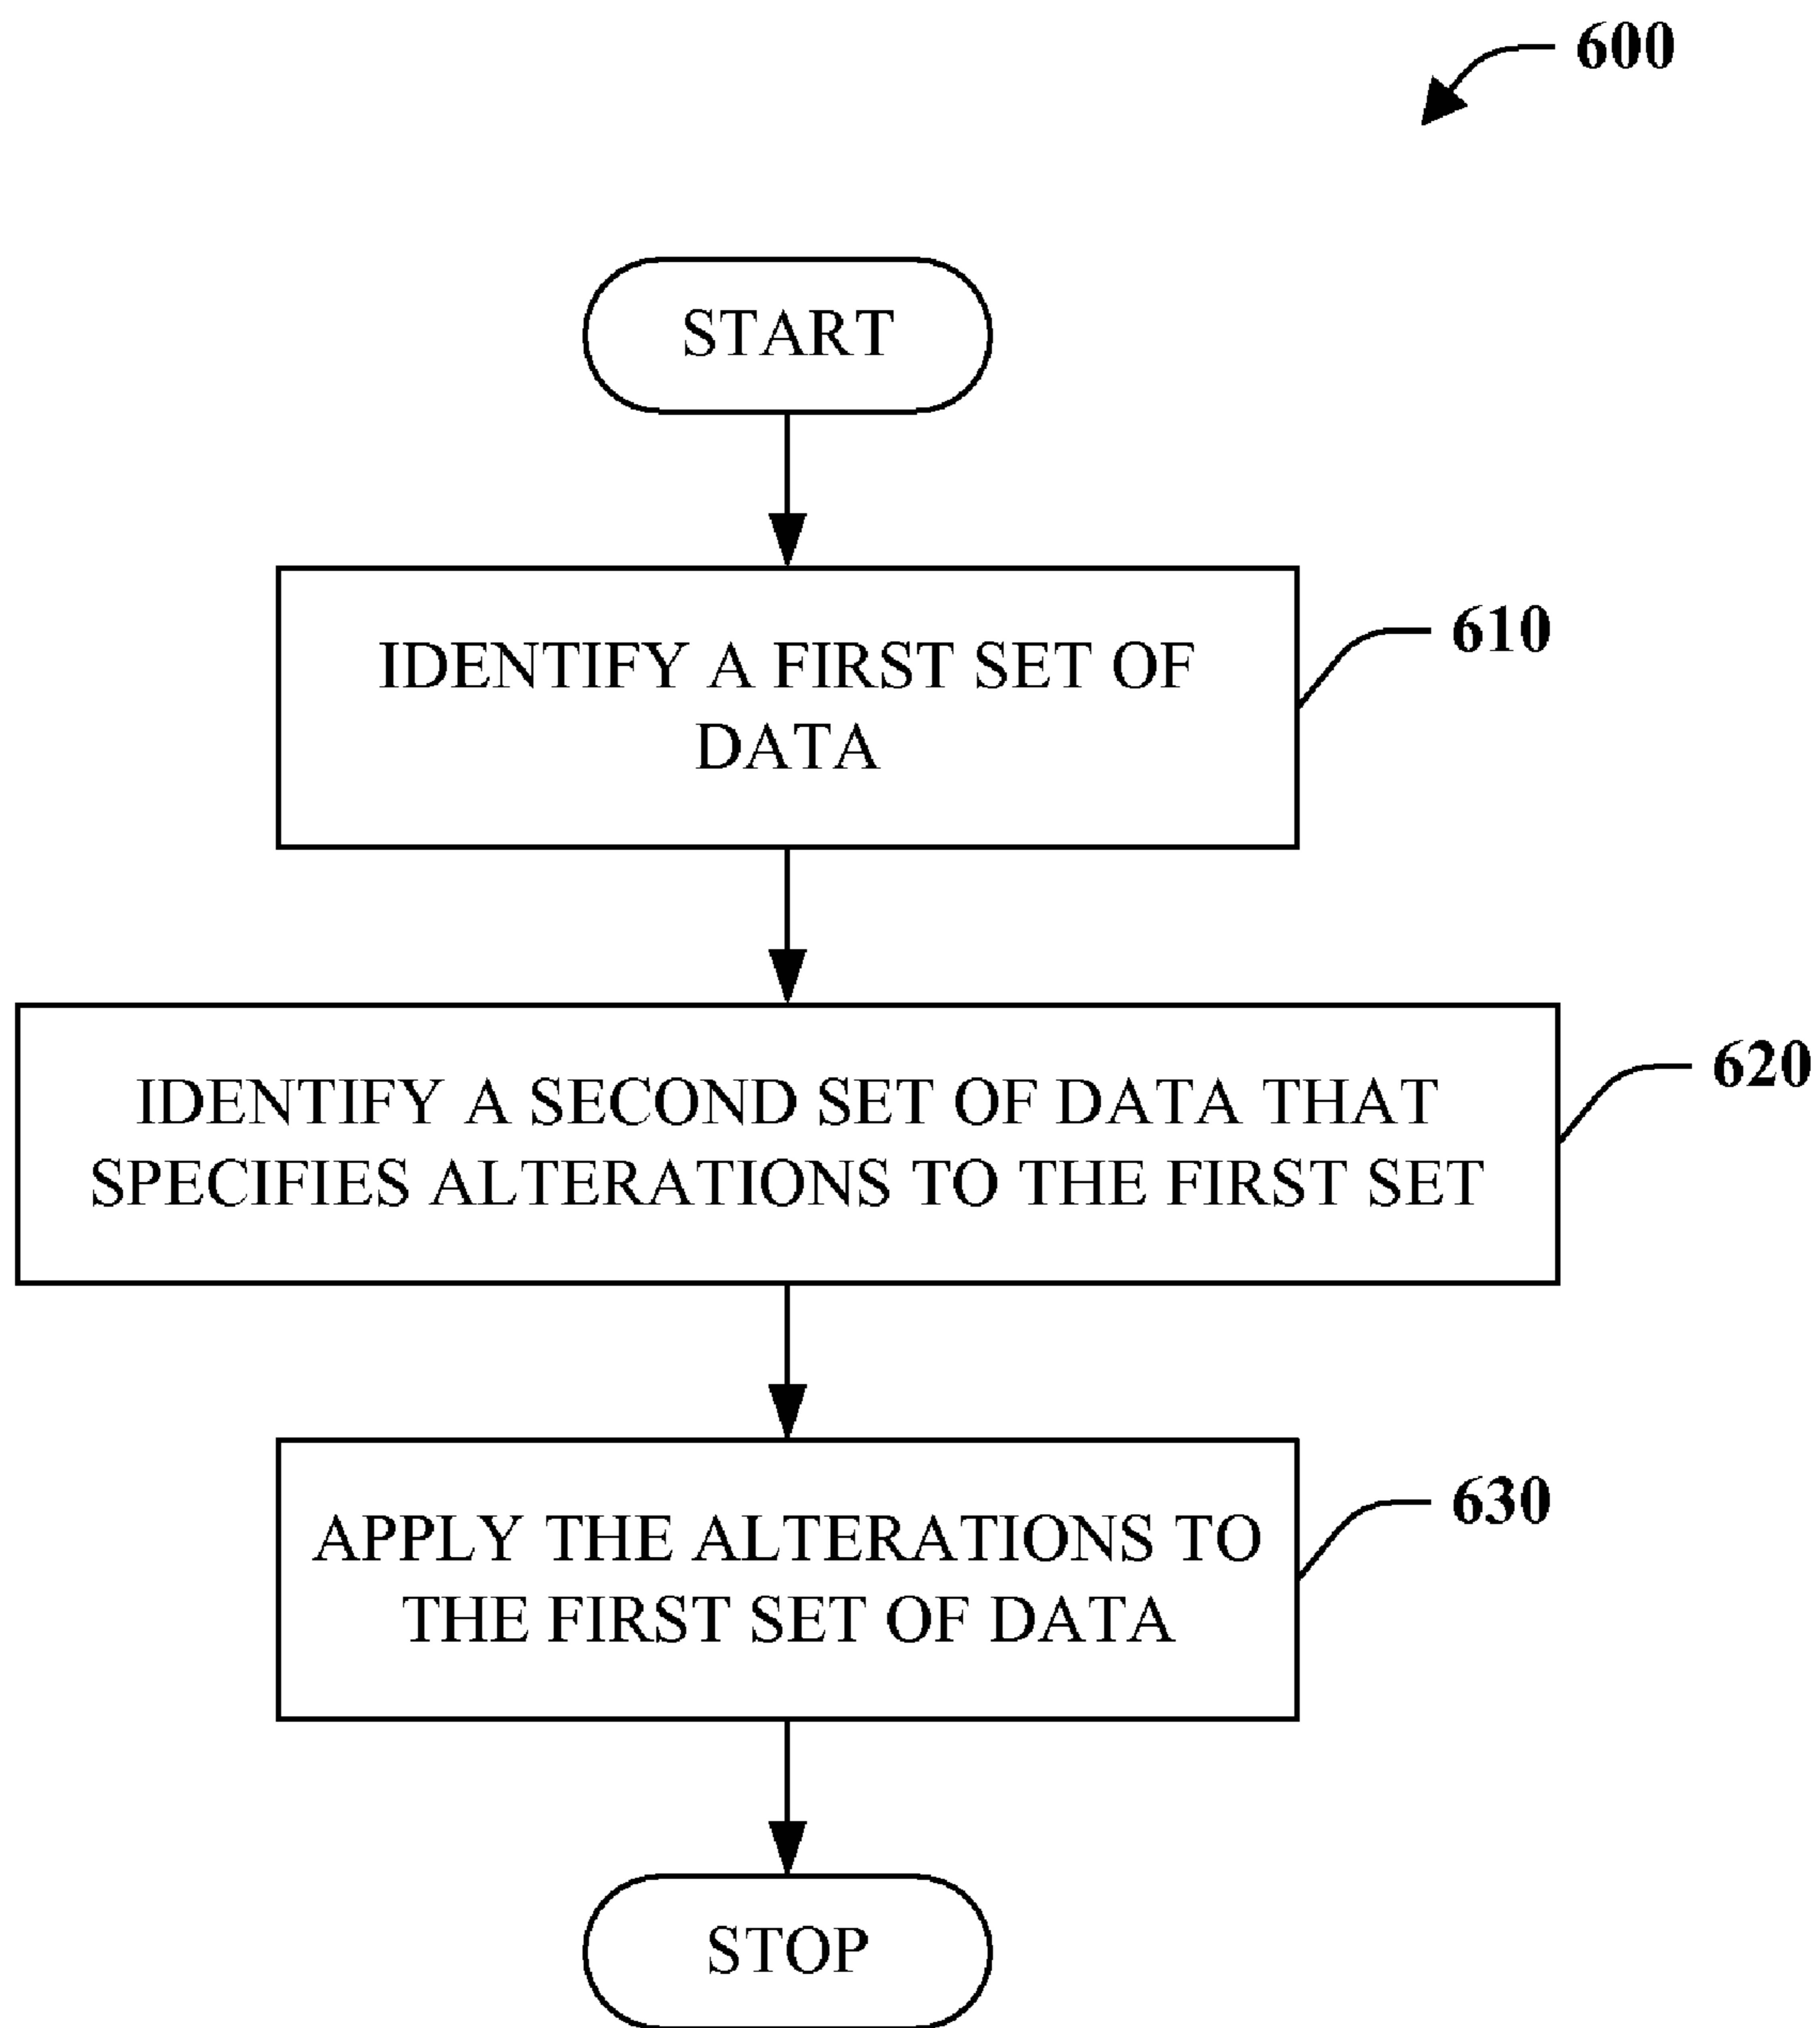 600
START
IDENTIFY A FIRST SET OF
DATA
610
IDENTIFY A SECOND SET OF DATA THAT
SPECIFIES ALTERATIONS TO THE FIRST SET
620
APPLY THE ALTERATIONS TO
THE FIRST SET OF DATA
630
STOP